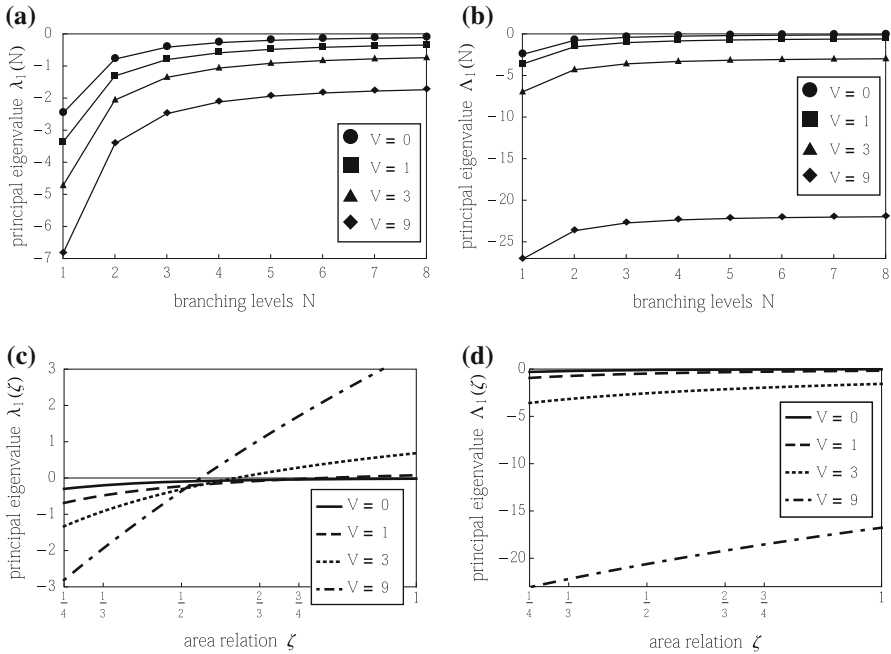 (a)
principal eigenvalue λ₁(N)
0
−1
−2
−3
−4
−5
−6
−7
1 2 3 4 5 6 7 8
branching levels N
V = 0
V = 1
V = 3
V = 9
(b)
principal eigenvalue Λ₁(N)
0
−5
−10
−15
−20
−25
1 2 3 4 5 6 7 8
branching levels N
V = 0
V = 1
V = 3
V = 9
(c)
principal eigenvalue λ₁(ζ)
3
2
1
0
−1
−2
−3
1/4 1/3 1/2 2/3 3/4 1
area relation ζ
V = 0
V = 1
V = 3
V = 9
(d)
principal eigenvalue Λ₁(ζ)
0
−5
−10
−15
−20
1/4 1/3 1/2 2/3 3/4 1
area relation ζ
V = 0
V = 1
V = 3
V = 9